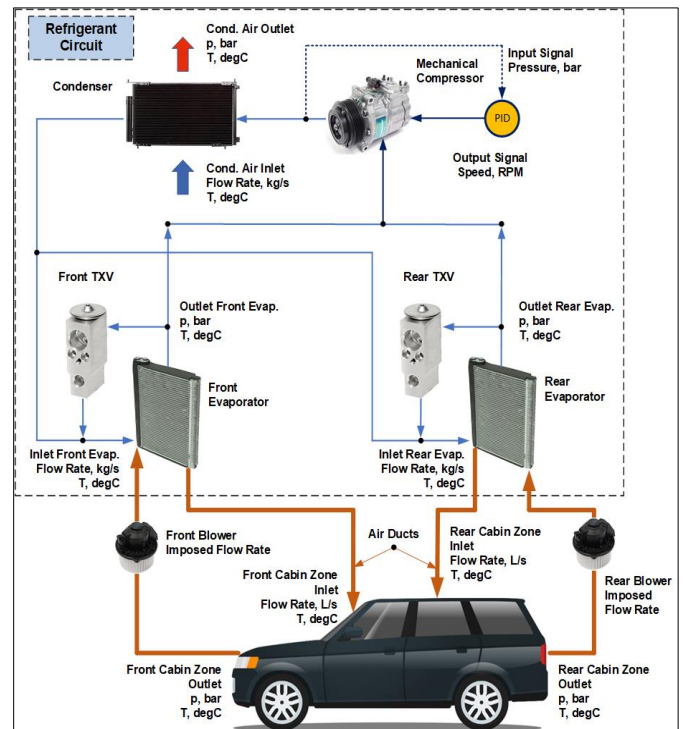 Refrigerant
Circuit
Cond. Air Outlet
p, bar
T, degC
Condenser
Mechanical
Compressor
Input Signal
Pressure, bar
PID
Output Signal
Speed, RPM
Cond. Air Inlet
Flow Rate, kg/s
T, degC
Front TXV
Outlet Front Evap.
p, bar
T, degC
Rear TXV
Outlet Rear Evap.
p, bar
T, degC
Front
Evaporator
Rear
Evaporator
Inlet Front Evap.
Flow Rate, kg/s
T, degC
Inlet Rear Evap.
Flow Rate, kg/s
T, degC
Front Blower
Imposed Flow Rate
Air Ducts
Rear Cabin Zone
Inlet
Flow Rate, L/s
T, degC
Front Cabin Zone
Inlet
Flow Rate, L/s
T, degC
Rear Blower
Imposed
Flow Rate
Front Cabin Zone
Outlet
p, bar
T, degC
Rear Cabin Zone
Outlet
p, bar
T, degC